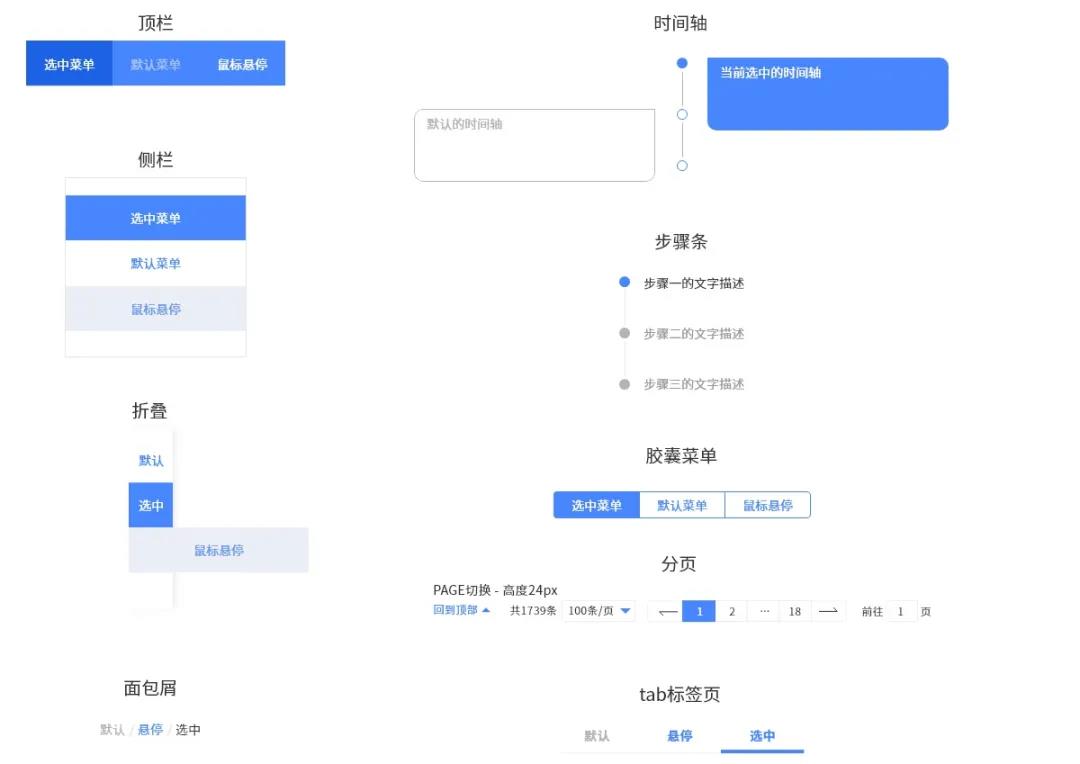 顶栏
选中菜单 默认菜单 鼠标悬停
侧栏
选中菜单
默认菜单
鼠标悬停
折叠
默认
选中
鼠标悬停
面包屑
默认 / 悬停 / 选中
时间轴
当前选中的时间轴
默认的时间轴
步骤条
步骤一的文字描述
步骤二的文字描述
步骤三的文字描述
胶囊菜单
选中菜单 默认菜单 鼠标悬停
分页
PAGE切换 - 高度24px
回到顶部 共1739条 100条/页 1 2 ... 18 前往 1 页
tab标签页
默认 悬停 选中